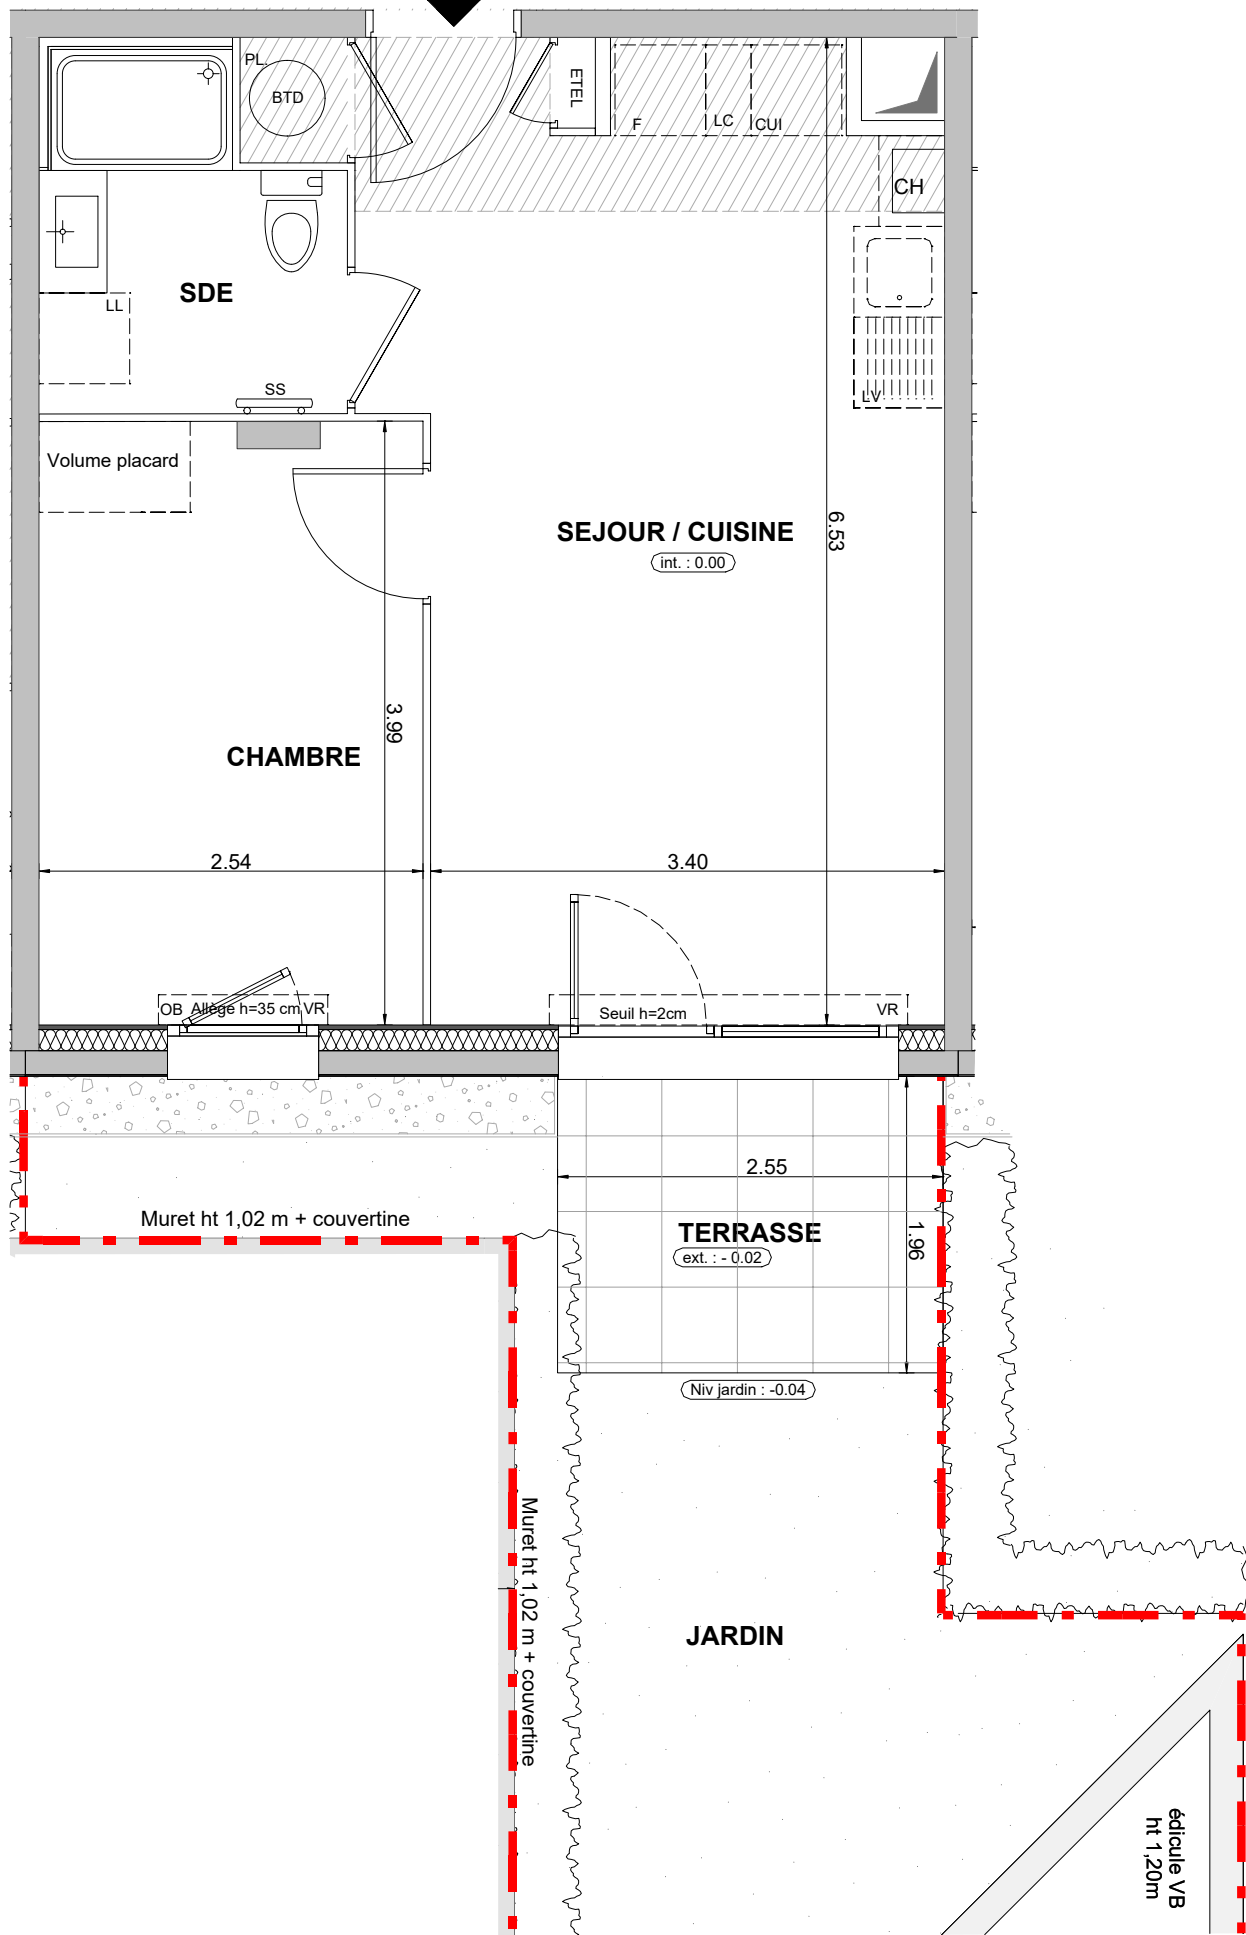 PL.
BTD
ETEL
F
LC
CUI
CH
SDE
LL
SS
LV
Volume placard
SEJOUR / CUISINE
int. : 0.00
6.53
3.99
CHAMBRE
2.54
3.40
OB
Allège h=35 cm
VR
Seuil h=2cm
VR
2.55
Muret ht 1,02 m + couvertine
TERRASSE
1.96
ext. : - 0.02
Niv jardin : -0.04
Muret ht 1,02 m + couvertine
JARDIN
édicule VB
ht 1,20m